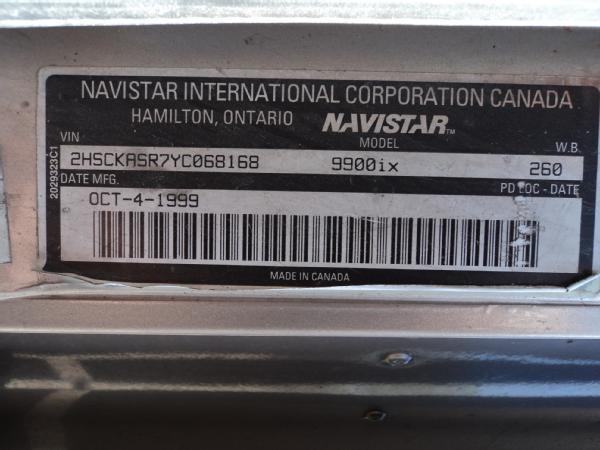 NAVISTAR INTERNATIONAL CORPORATION CANADA
HAMILTON, ONTARIO NAVISTAR™
VIN MODEL W.B.
2HSCKASR7YC068168 9900ix 260
DATE MFG. PD LOC - DATE
OCT-4-1999
MADE IN CANADA
2029323C1